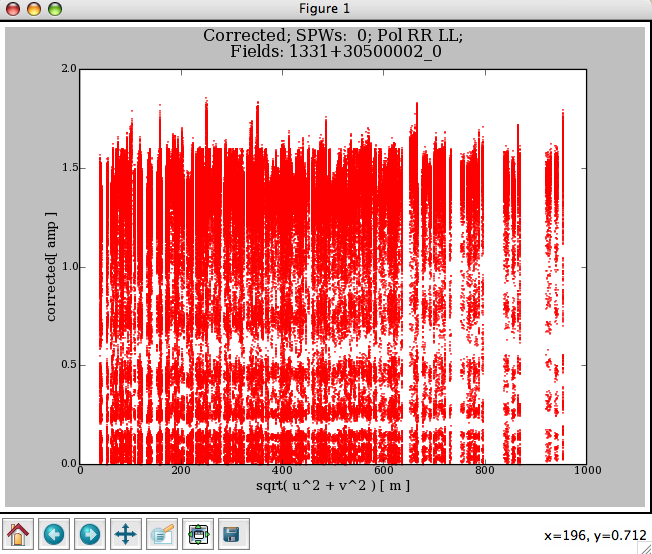 Figure 1
Corrected; SPWs:  0; Pol RR LL;
Fields: 1331+30500002_0
2.0
1.5
1.0
0.5
0.0
corrected[ amp ]
0 200 400 600 800 1000
sqrt( u^2 + v^2 ) [ m ]
x=196, y=0.712